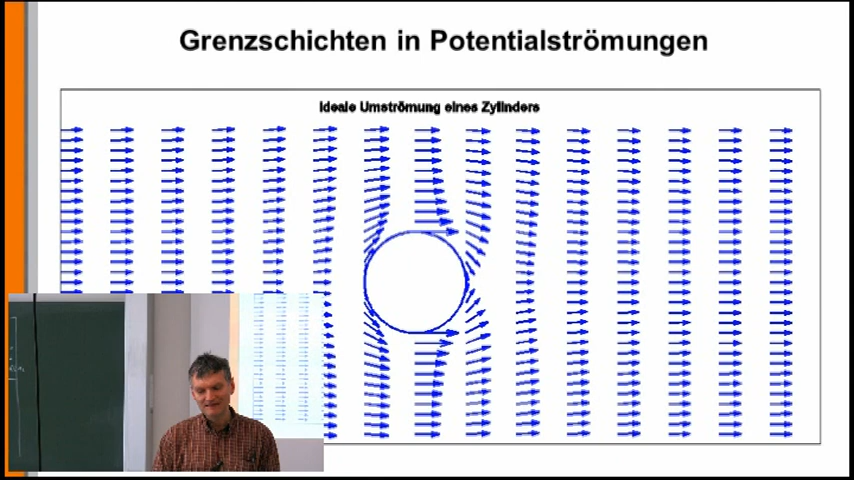 Grenzschichten in Potentialströmungen
Ideale Umströmung eines Zylinders